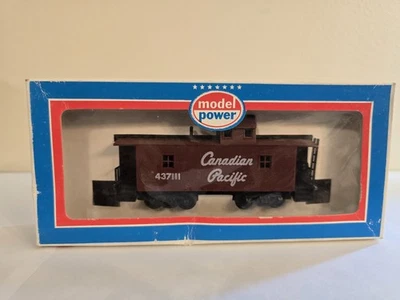 model
power
Canadian
Pacific
437111